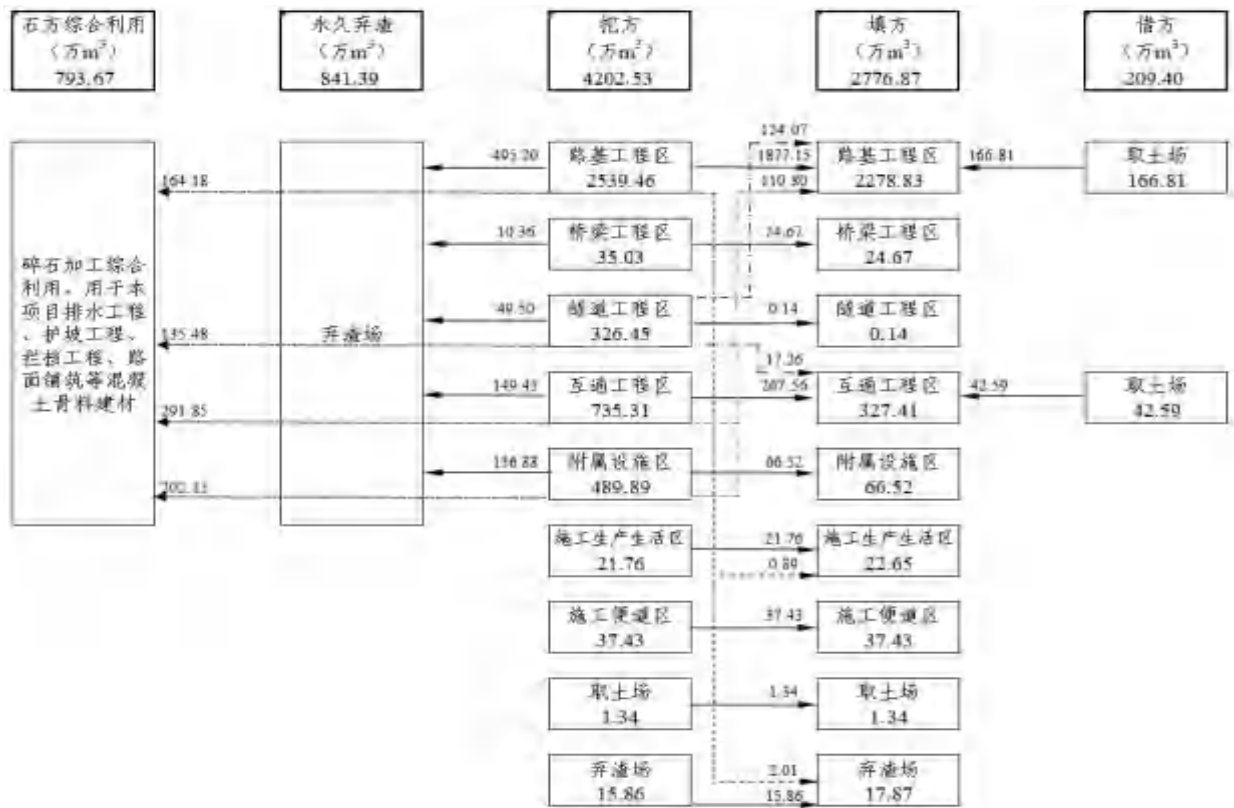 石方综合利用
(万m³)
793.67
永久弃渣
(万m³)
841.39
挖方
(万m³)
4202.53
填方
(万m³)
2776.87
借方
(万m³)
209.40
碎石加工综合
利用。用于本
项目排水工程
、护坡工程、
拦挡工程、路
面铺筑等混凝
土骨料建材
164.18
135.48
291.85
弃渣场
495.20
10.36
49.50
136.88
路基工程区
2539.46
桥梁工程区
35.03
隧道工程区
326.45
互通工程区
735.31
附属设施区
489.89
施工生产生活区
21.76
施工便道区
37.43
取土场
1.34
弃渣场
15.86
124.07
1877.15
110.80
24.67
0.14
17.26
267.56
66.52
21.76
0.89
37.43
1.34
2.01
15.86
路基工程区
2278.83
桥梁工程区
24.67
隧道工程区
0.14
互通工程区
327.41
附属设施区
66.52
施工生产生活区
22.65
施工便道区
37.43
取土场
1.34
弃渣场
17.87
166.81
42.59
取土场
166.81
取土场
42.59